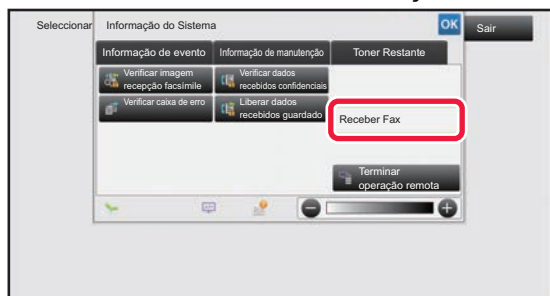 Seleccionar
Informação do Sistema
OK
Sair
Informação de evento
Informação de manutenção
Toner Restante
Verificar imagem
recepção facsimile
Verificar dados
recebidos confidenciais
Verificar caixa de erro
Liberar dados
recebidos guardado
Receber Fax
Terminar
operação remota